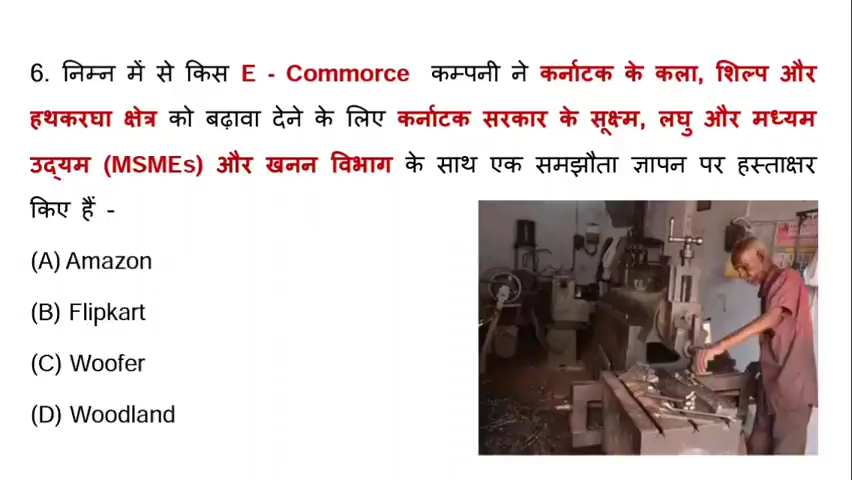 6. निम्न में से किस E - Commorce कम्पनी ने कर्नाटक के कला, शिल्प और
हथकरघा क्षेत्र को बढ़ावा देने के लिए कर्नाटक सरकार के सूक्ष्म, लघु और मध्यम
उद्यम (MSMEs) और खनन विभाग के साथ एक समझौता ज्ञापन पर हस्ताक्षर
किए हैं -
(A) Amazon
(B) Flipkart
(C) Woofer
(D) Woodland